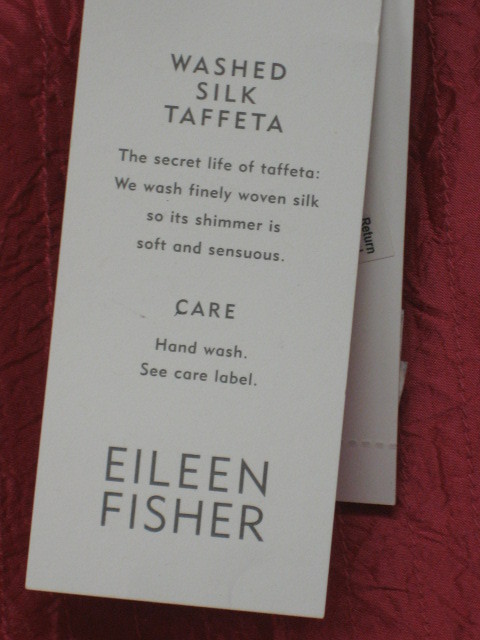 WASHED
SILK
TAFFETA
The secret life of taffeta:
We wash finely woven silk
so its shimmer is
soft and sensuous.
CARE
Hand wash.
See care label.
EILEEN
FISHER
Return